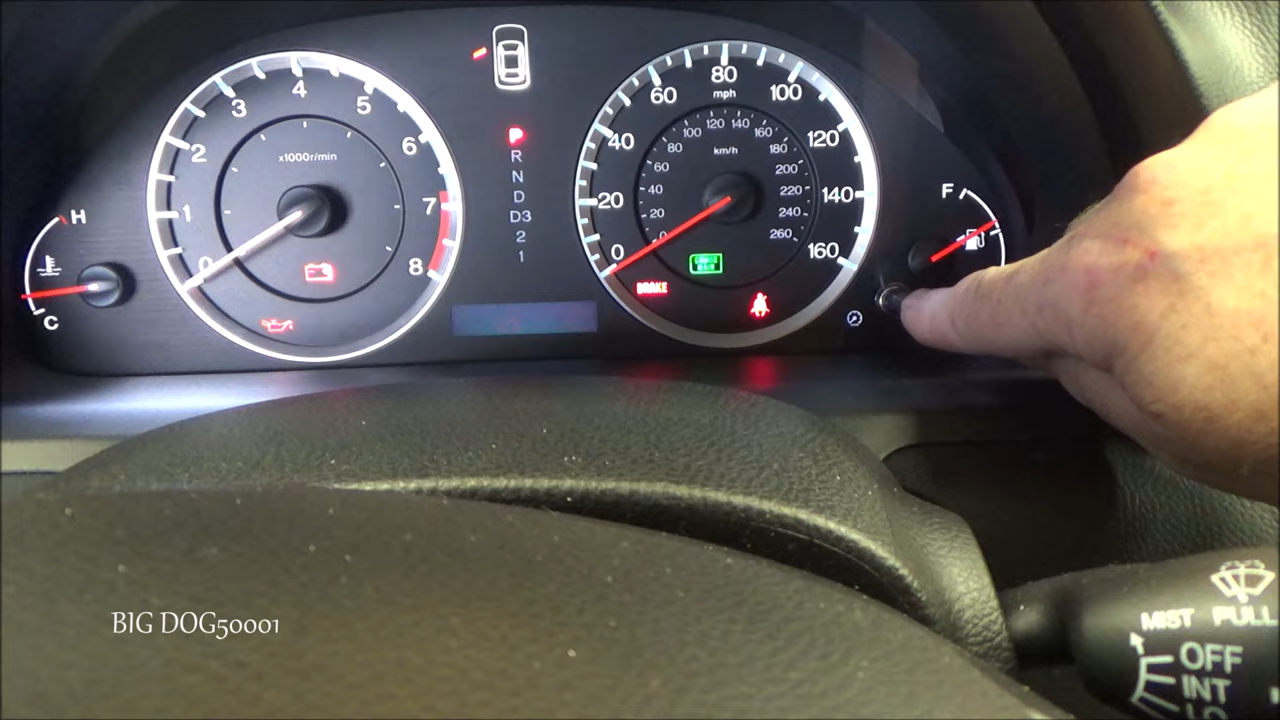 H
C
0
1
2
3
4
5
6
7
8
x1000r/min
P
R
N
D
D3
2
1
0
20
40
60
80
100
120
140
160
mph
0
20
40
60
80
100
120
140
160
180
200
220
240
260
km/h
BRAKE
F
BIG DOG50001
MIST PULL
OFF
INT
LO